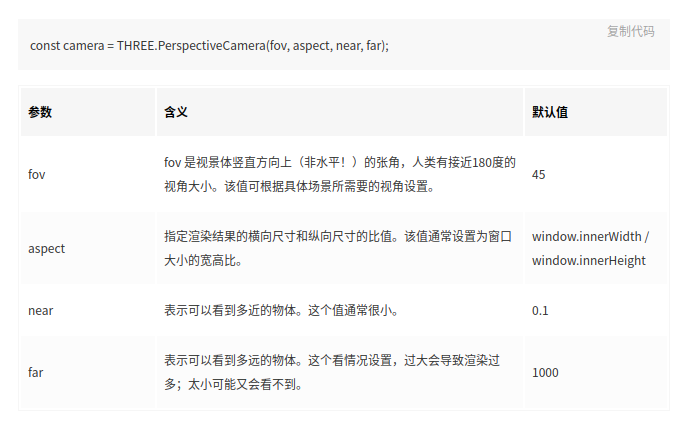 复制代码
const camera = THREE.PerspectiveCamera(fov, aspect, near, far);
参数 含义 默认值
fov 是视景体竖直方向上（非水平！）的张角，人类有接近180度的
fov 视角大小。该值可根据具体场景所需要的视角设置。 45
指定渲染结果的横向尺寸和纵向尺寸的比值。该值通常设置为窗口 window.innerWidth /
aspect 大小的宽高比。 window.innerHeight
near 表示可以看到多近的物体。这个值通常很小。 0.1
表示可以看到多远的物体。这个看情况设置，过大会导致渲染过
far 多；太小可能又会看不到。 1000